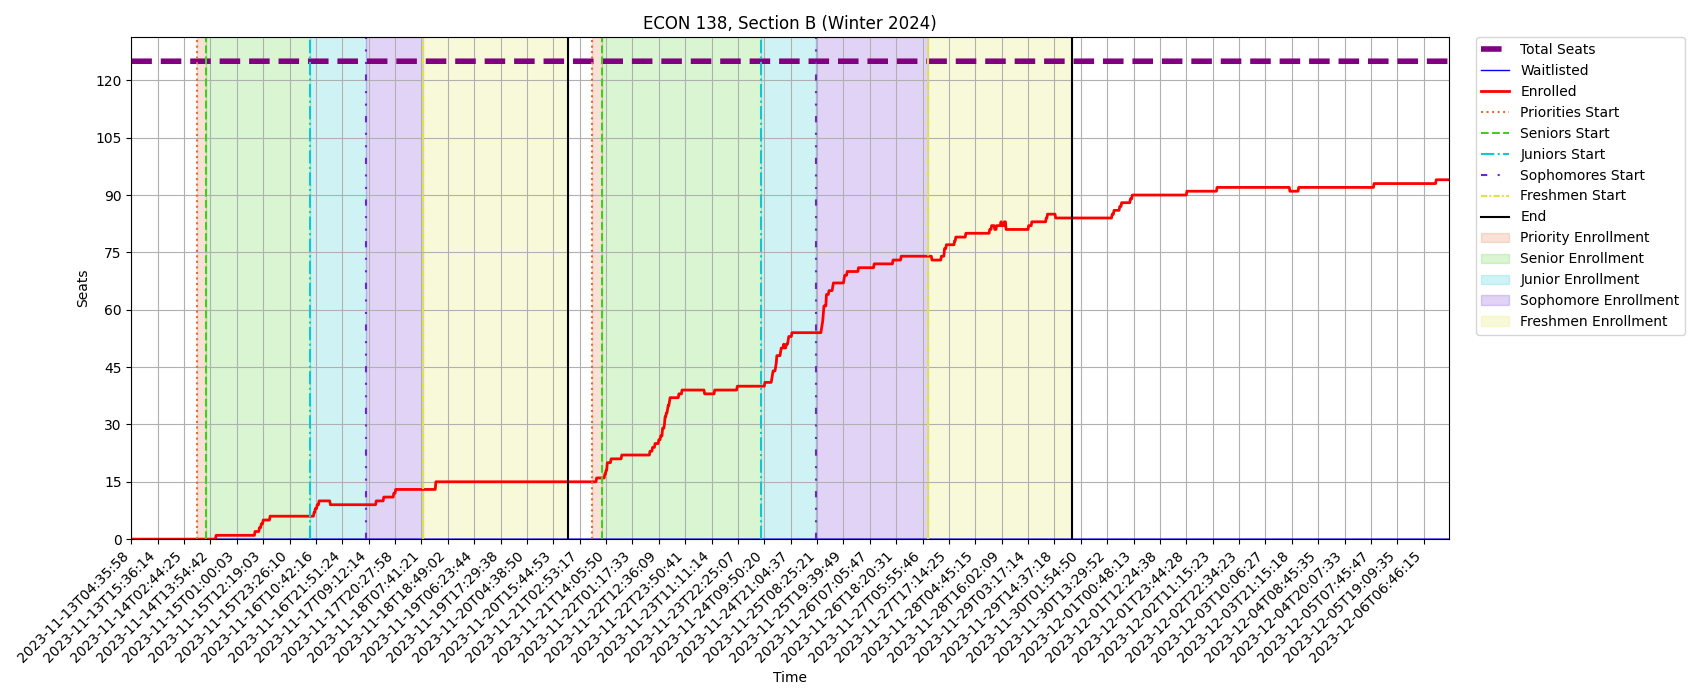 ECON 138, Section B (Winter 2024)
Seats
120
105
90
75
60
45
30
15
0
2023-11-13T04:35:58
2023-11-13T15:36:14
2023-11-14T02:44:25
2023-11-14T13:54:42
2023-11-15T01:00:03
2023-11-15T12:19:03
2023-11-15T23:26:10
2023-11-16T10:42:16
2023-11-16T21:51:24
2023-11-17T09:12:14
2023-11-17T20:27:58
2023-11-18T07:41:21
2023-11-18T18:49:02
2023-11-19T06:23:44
2023-11-19T17:29:38
2023-11-20T04:38:50
2023-11-20T15:44:53
2023-11-21T02:53:17
2023-11-21T14:05:50
2023-11-22T01:17:33
2023-11-22T12:36:09
2023-11-22T23:50:41
2023-11-23T11:11:14
2023-11-23T22:25:07
2023-11-24T09:50:20
2023-11-24T21:04:37
2023-11-25T08:25:21
2023-11-25T19:39:49
2023-11-26T07:05:47
2023-11-26T18:20:31
2023-11-27T05:55:46
2023-11-27T17:14:25
2023-11-28T04:45:15
2023-11-28T16:02:09
2023-11-29T03:17:14
2023-11-29T14:37:18
2023-11-30T01:54:50
2023-11-30T13:29:52
2023-12-01T00:48:13
2023-12-01T12:24:38
2023-12-01T23:44:28
2023-12-02T11:15:23
2023-12-02T22:34:23
2023-12-03T10:06:27
2023-12-03T21:15:18
2023-12-04T08:45:35
2023-12-04T20:07:33
2023-12-05T07:45:47
2023-12-05T19:09:35
2023-12-06T06:46:15
Time
Total Seats
Waitlisted
Enrolled
Priorities Start
Seniors Start
Juniors Start
Sophomores Start
Freshmen Start
End
Priority Enrollment
Senior Enrollment
Junior Enrollment
Sophomore Enrollment
Freshmen Enrollment